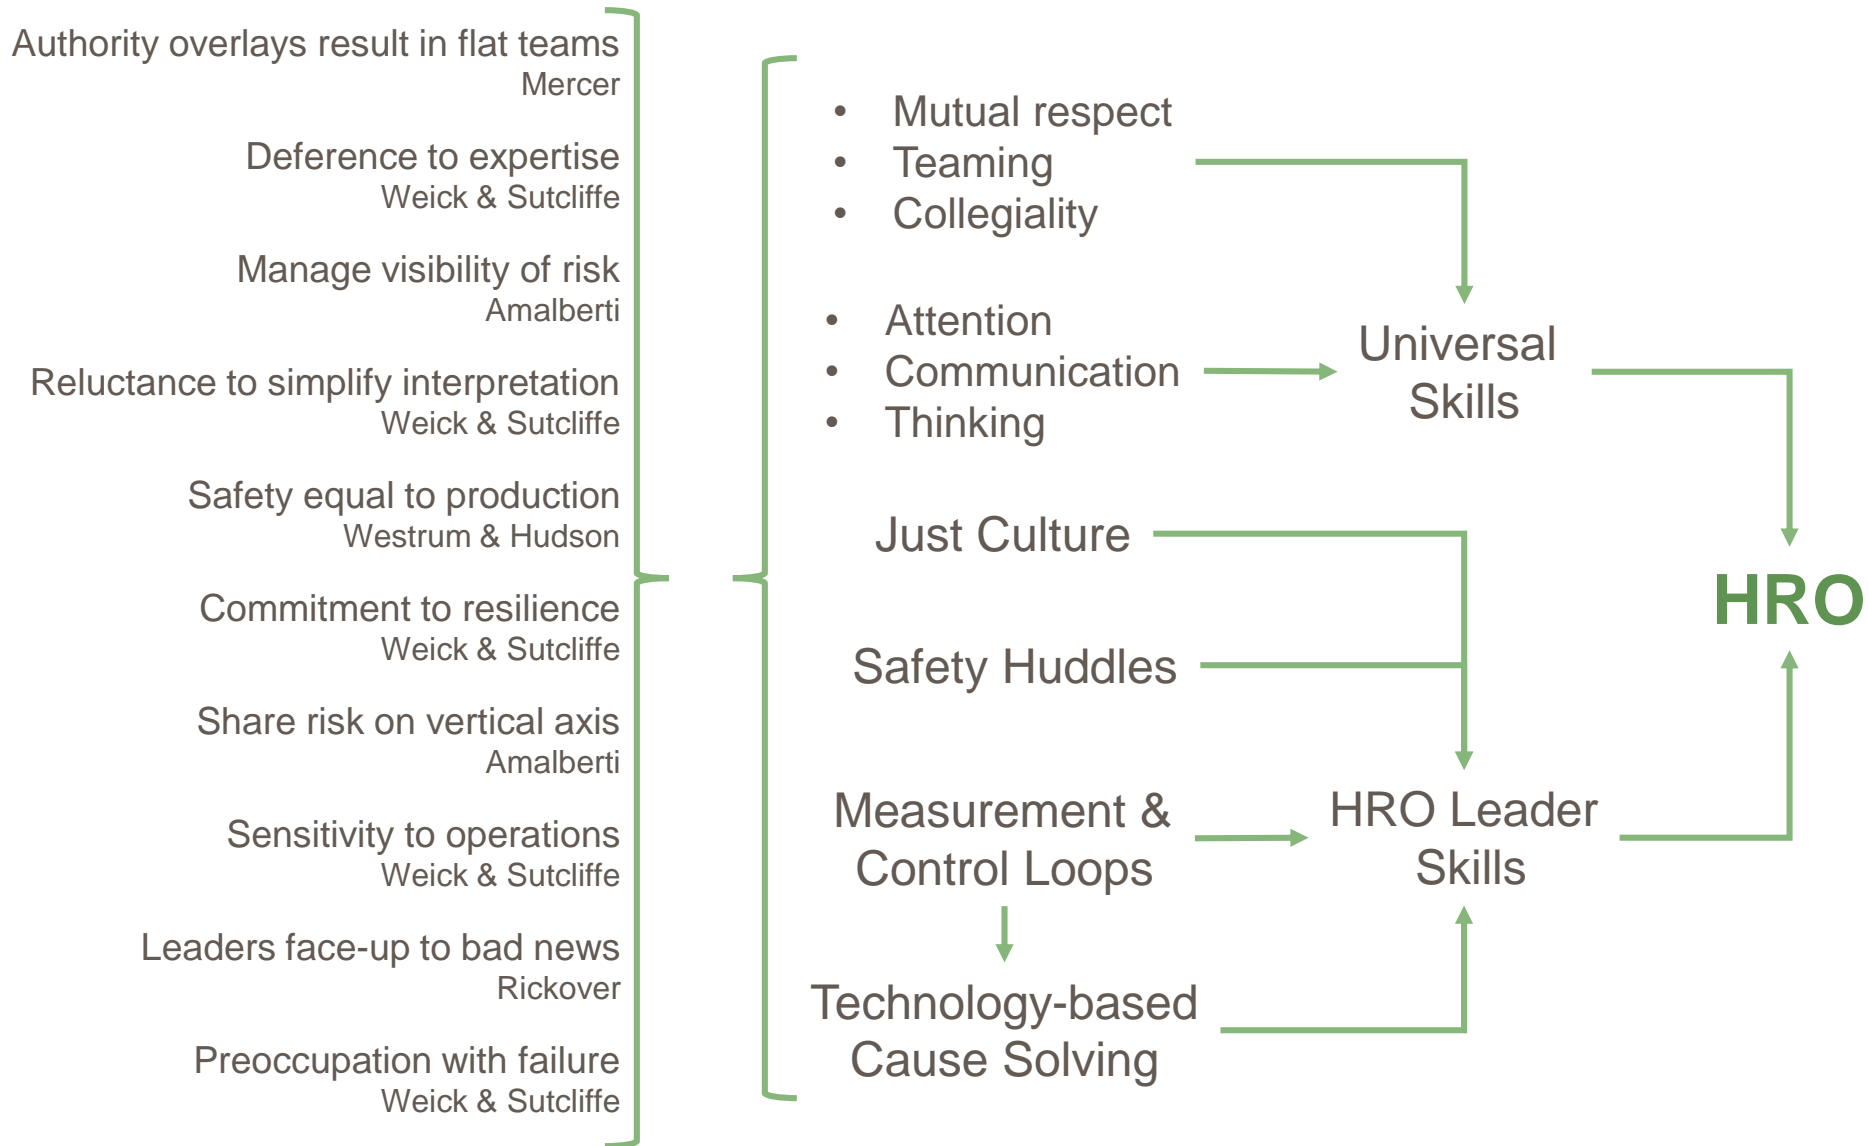 Authority overlays result in flat teams
Mercer
Deference to expertise
Weick & Sutcliffe
Manage visibility of risk
Amalberti
Reluctance to simplify interpretation
Weick & Sutcliffe
Safety equal to production
Westrum & Hudson
Commitment to resilience
Weick & Sutcliffe
Share risk on vertical axis
Amalberti
Sensitivity to operations
Weick & Sutcliffe
Leaders face-up to bad news
Rickover
Preoccupation with failure
Weick & Sutcliffe
• Mutual respect
• Teaming
• Collegiality
• Attention
• Communication
• Thinking
Just Culture
Safety Huddles
Measurement &
Control Loops
Technology-based
Cause Solving
Universal
Skills
HRO Leader
Skills
HRO